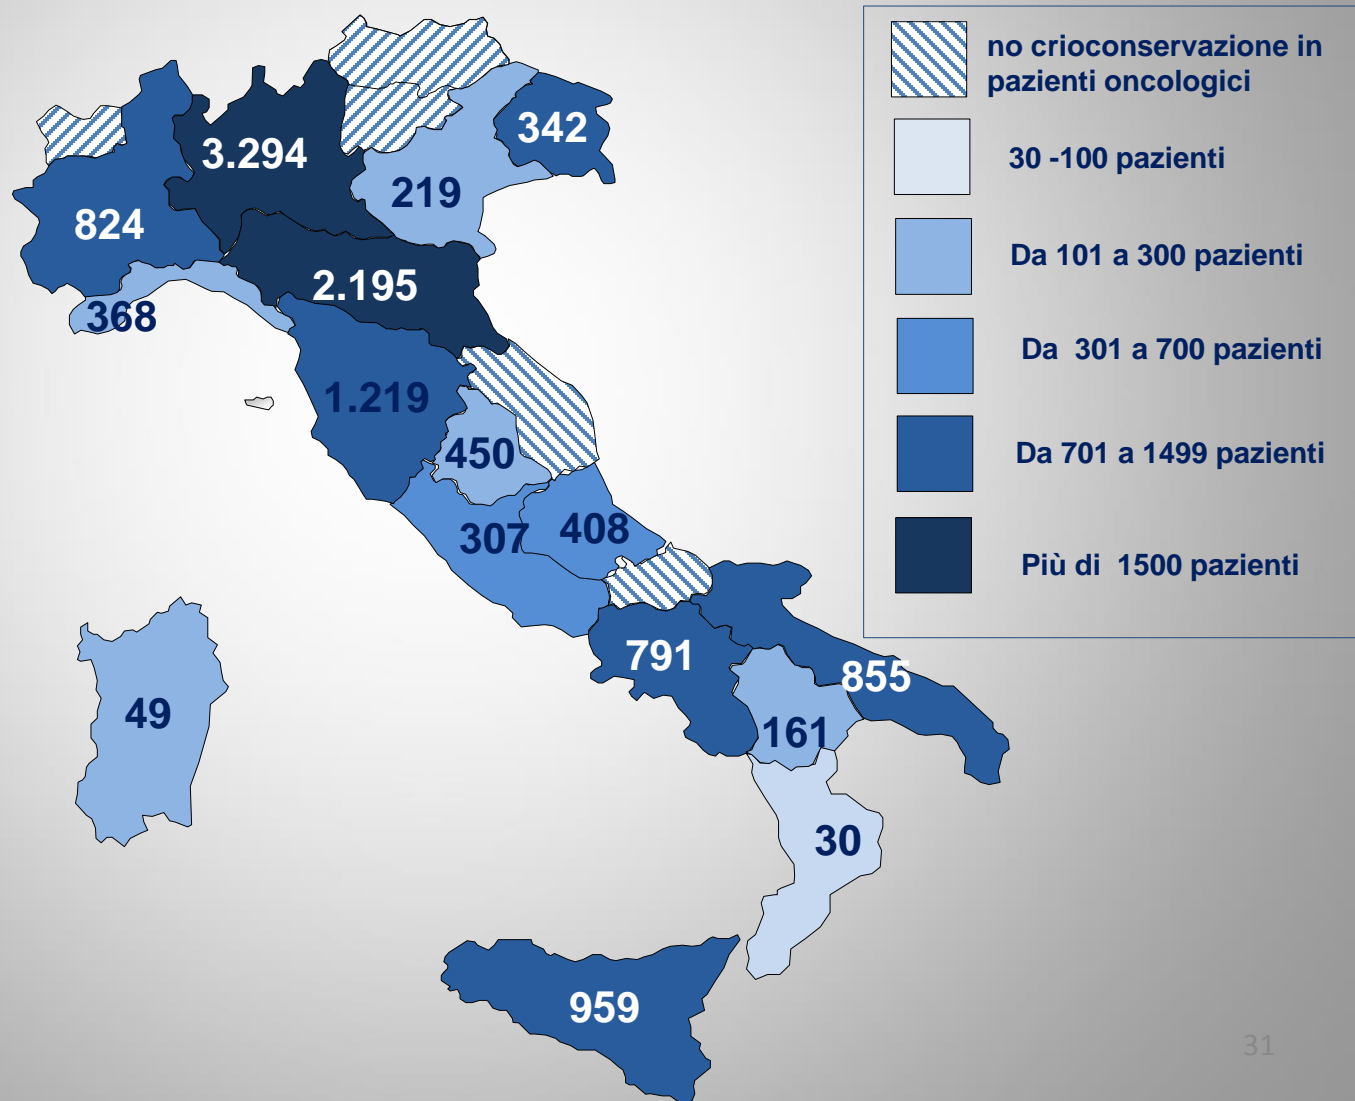 no crioconservazione in
pazienti oncologici
30 -100 pazienti
Da 101 a 300 pazienti
Da 301 a 700 pazienti
Da 701 a 1499 pazienti
Più di 1500 pazienti
342
3.294
219
824
2.195
368
1.219
450
307
408
791
855
49
161
30
959
31